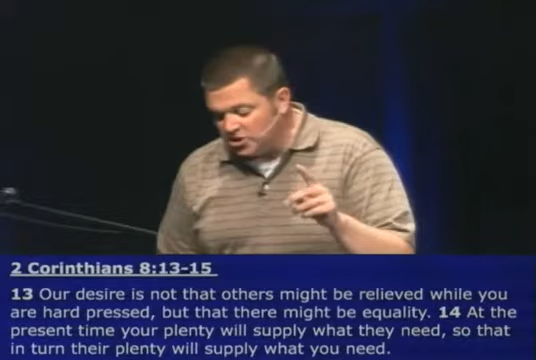 2 Corinthians 8:13-15
13 Our desire is not that others might be relieved while you
are hard pressed, but that there might be equality. 14 At the
present time your plenty will supply what they need, so that
in turn their plenty will supply what you need.